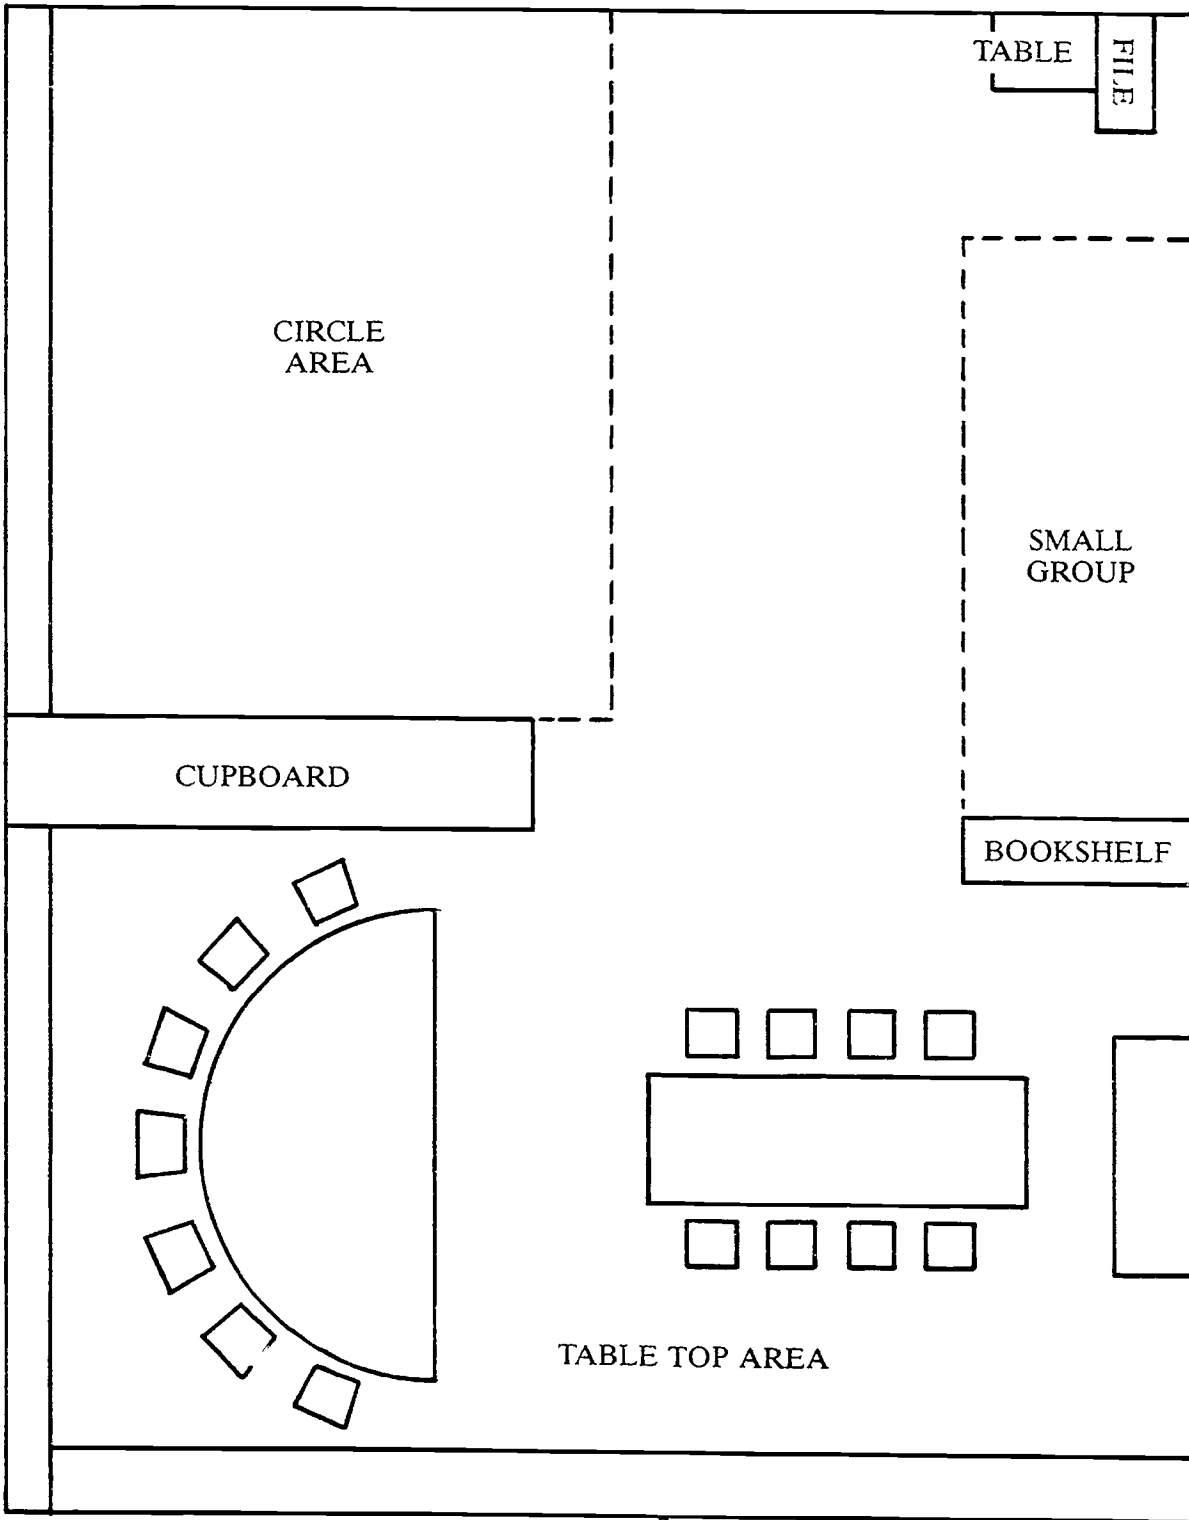 TABLE
FILE
CIRCLE
AREA
SMALL
GROUP
CUPBOARD
BOOKSHELF
TABLE TOP AREA